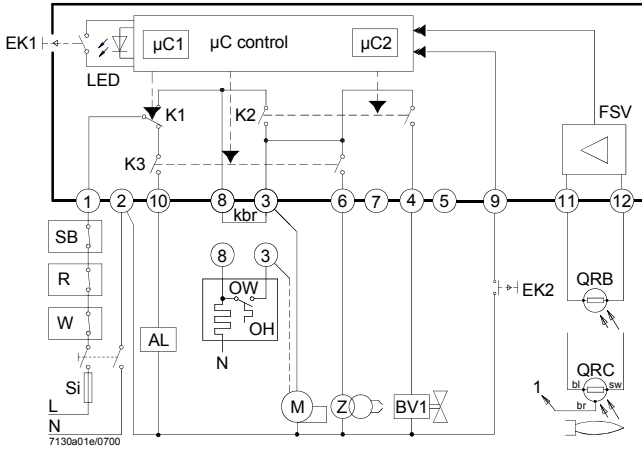 EK1
LED
µC1
µC control
µC2
K1
K2
K3
FSV
1 2 10 8 3 6 7 4 5 9 11 12
kbr
SB
R
W
Si
L
N
7130a01e/0700
AL
8 3
OW
OH
N
M
Z
BV1
EK2
QRB
QRC
bl sw
br
1